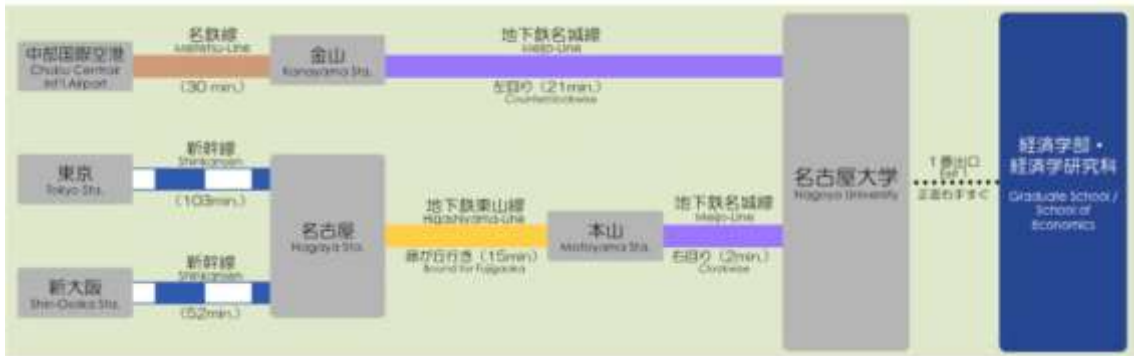 中部国際空港
Chubu Centrair
Int'l Airport
名鉄線
Meitetsu-Line
(30 min.)
金山
Kanayama Sta.
地下鉄名城線
Meijo-Line
左回り (21min.)
Counterclockwise
東京
Tokyo Sta.
新幹線
Shinkansen
(103min.)
新大阪
Shin-Osaka Sta.
新幹線
Shinkansen
(52min.)
名古屋
Nagoya Sta.
地下鉄東山線
Higashiyama-Line
藤が丘行き (15min)
Bound for Fujigaoka
本山
Motoyama Sta.
地下鉄名城線
Meijo-Line
右回り (2min.)
Clockwise
名古屋大学
Nagoya University
1番出口
正面右すぐ
経済学部・
経済学研究科
Graduate School /
School of
Economics